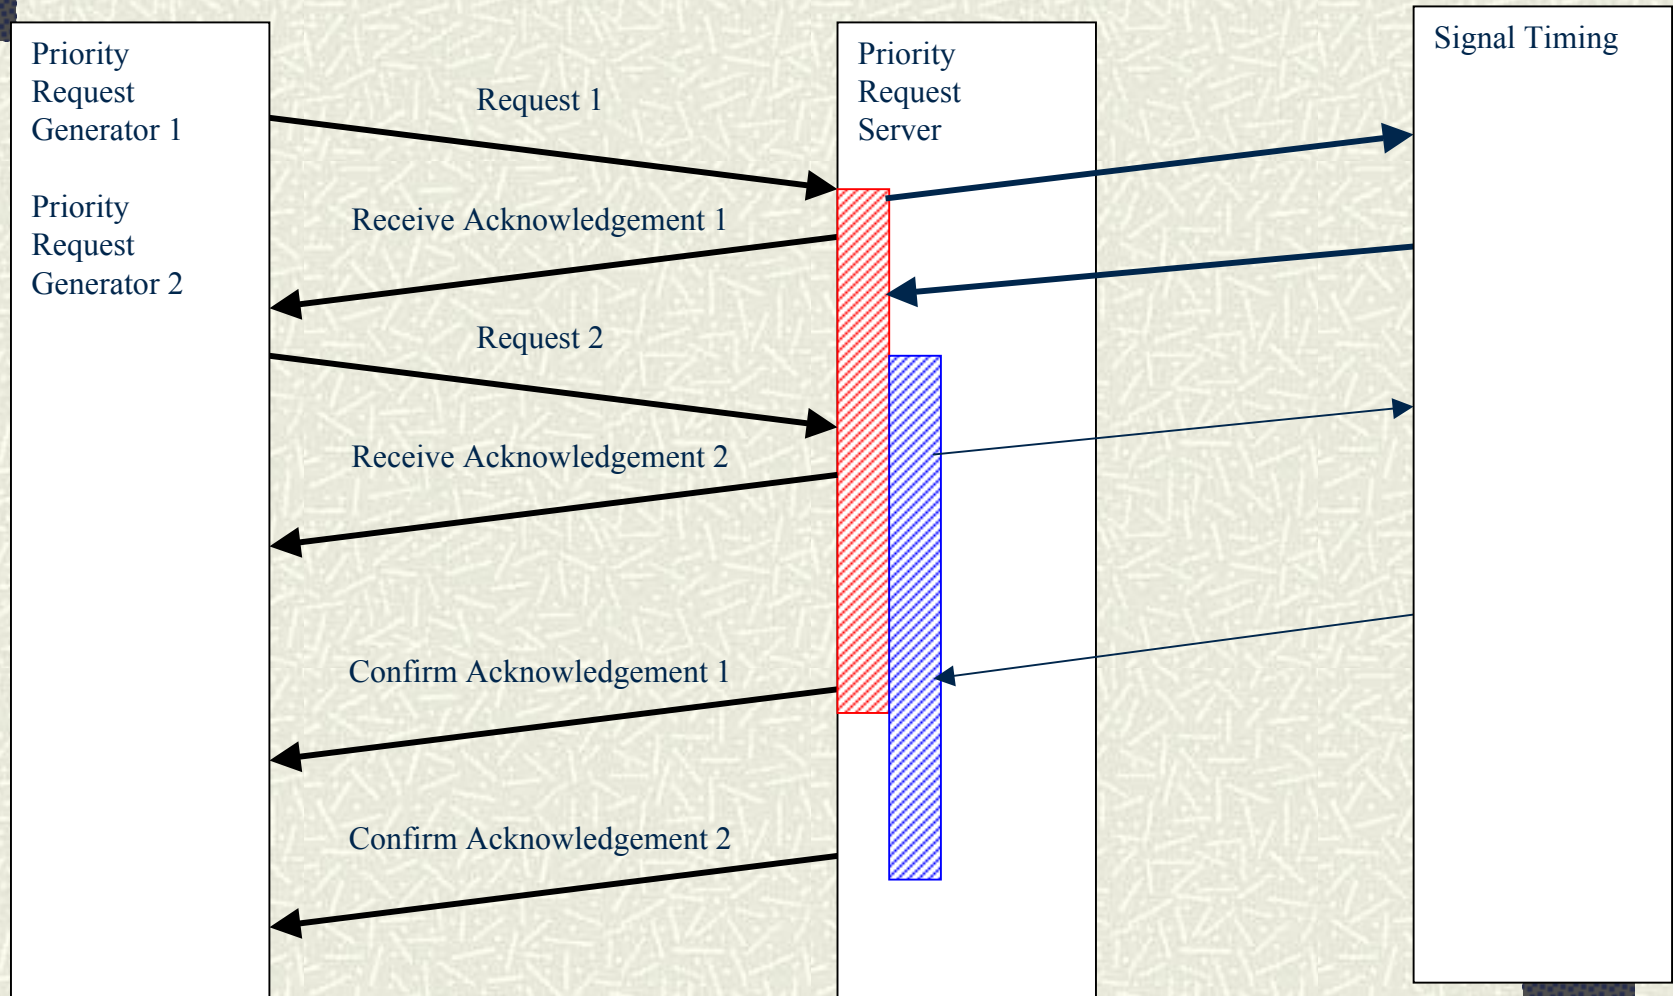 Priority
Request
Generator 1
Priority
Request
Generator 2
Request 1
Receive Acknowledgement 1
Request 2
Receive Acknowledgement 2
Confirm Acknowledgement 1
Confirm Acknowledgement 2
Priority
Request
Server
Signal Timing